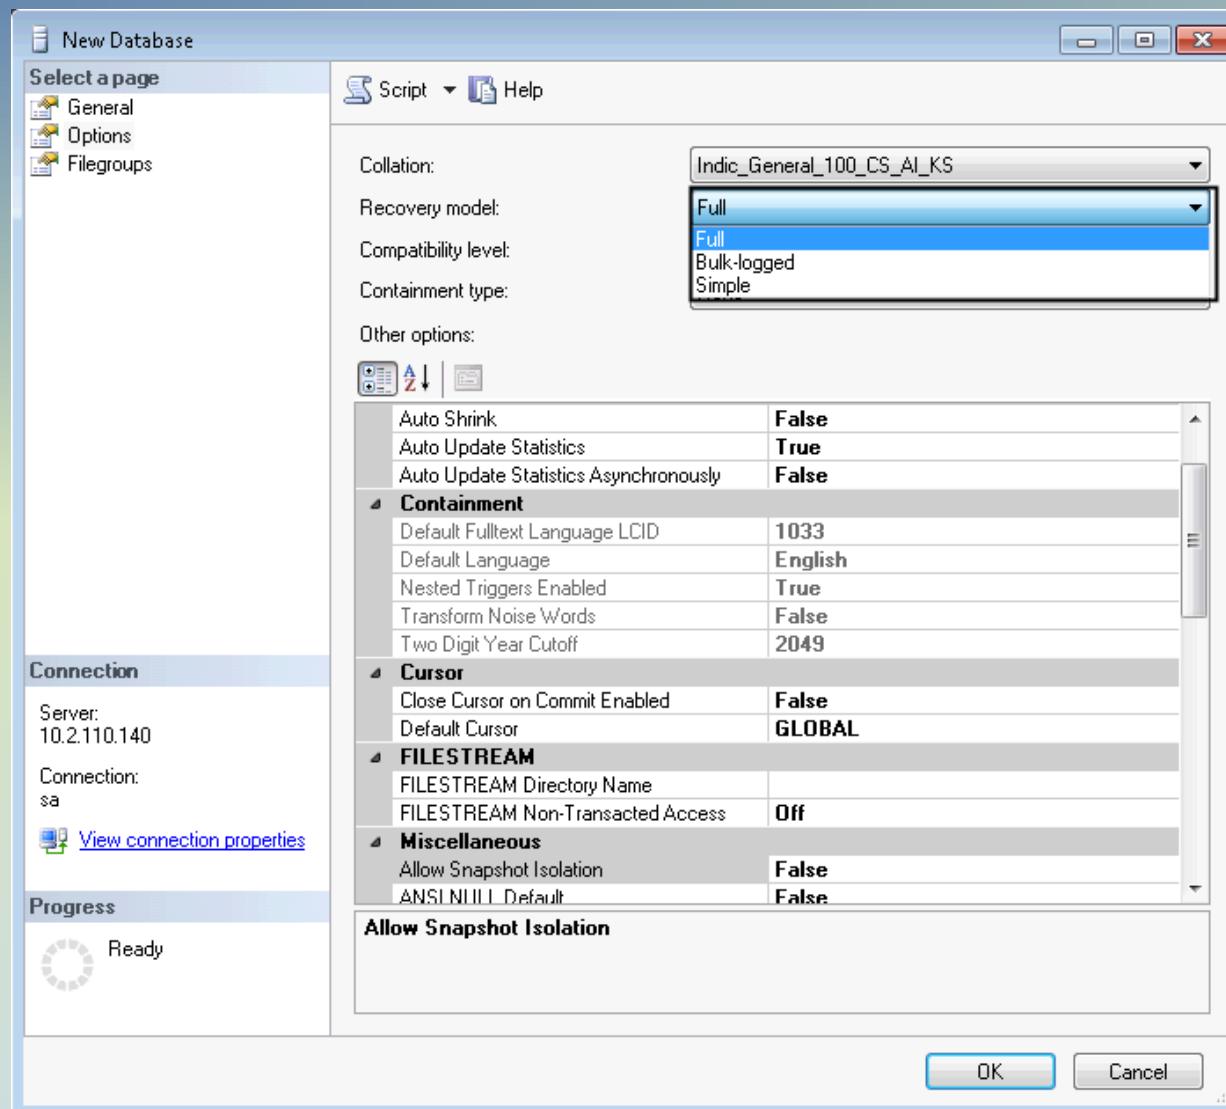 New Database
Select a page
General
Options
Filegroups
Script Help
Collation: Indic_General_100_CS_AI_KS
Recovery model: Full
Full
Compatibility level:
Bulk-logged
Simple
Containment type:
Other options:
Auto Shrink False
Auto Update Statistics True
Auto Update Statistics Asynchronously False
Containment
Default Fulltext Language LCID 1033
Default Language English
Nested Triggers Enabled True
Transform Noise Words False
Two Digit Year Cutoff 2049
Cursor
Close Cursor on Commit Enabled False
Default Cursor GLOBAL
FILESTREAM
FILESTREAM Directory Name
FILESTREAM Non-Transacted Access Off
Miscellaneous
Allow Snapshot Isolation False
ANSI NULL Default False
Allow Snapshot Isolation
Connection
Server:
10.2.110.140
Connection:
sa
View connection properties
Progress
Ready
OK Cancel